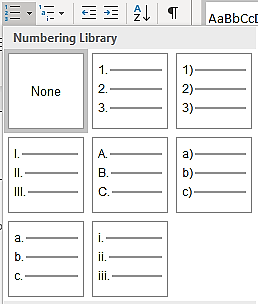 AaBbCcD
Numbering Library
None
1.
2.
3.
1)
2)
3)
I.
II.
III.
A.
B.
C.
a)
b)
c)
a.
b.
c.
i.
ii.
iii.